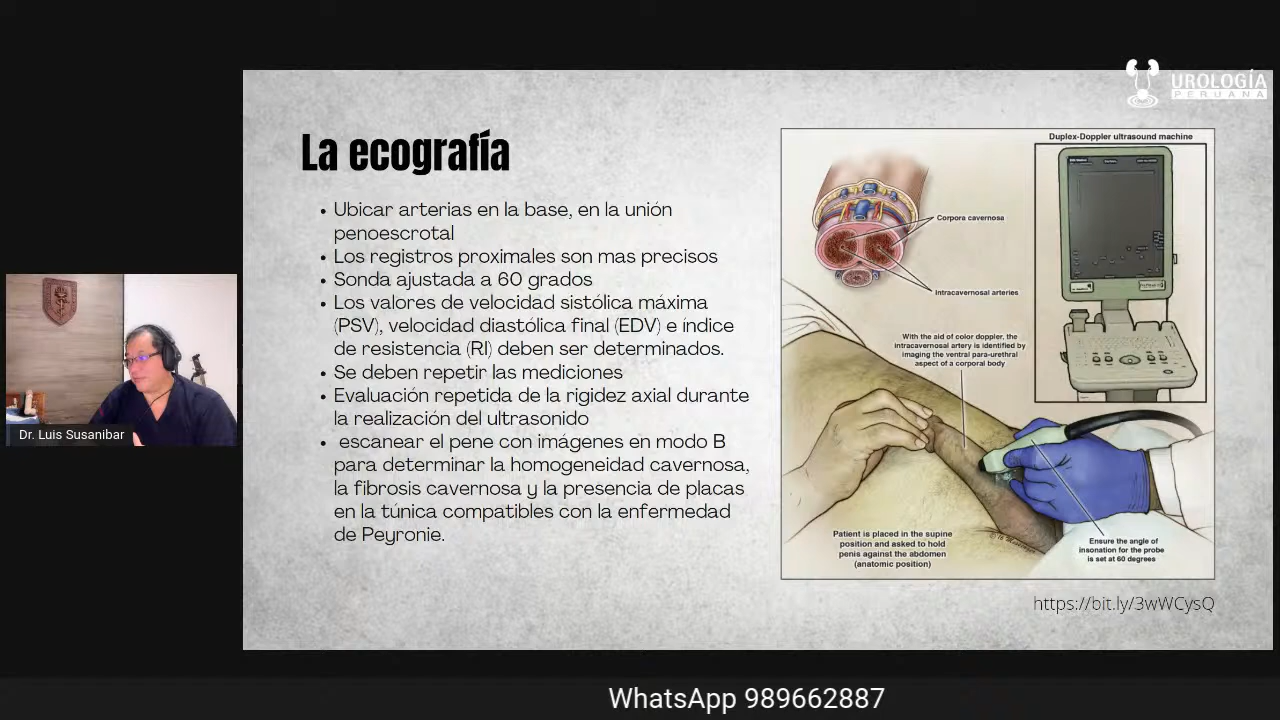 UROLOGÍA
PERUANA
La ecografía
• Ubicar arterias en la base, en la unión
penoescrotal
• Los registros proximales son mas precisos
• Sonda ajustada a 60 grados
• Los valores de velocidad sistólica máxima
(PSV), velocidad diastólica final (EDV) e índice
de resistencia (RI) deben ser determinados.
• Se deben repetir las mediciones
• Evaluación repetida de la rigidez axial durante
la realización del ultrasonido
• escanear el pene con imágenes en modo B
para determinar la homogeneidad cavernosa,
la fibrosis cavernosa y la presencia de placas
en la túnica compatibles con la enfermedad
de Peyronie.
Duplex-Doppler ultrasound machine
Corpora cavernosa
Intracavernosal arteries
With the aid of color doppler, the
intracavernosal artery is identified by
imaging the ventral para-urethral
aspect of a corporal body
Patient is placed in the supine
position and asked to hold
penis against the abdomen
(anatomic position)
Ensure the angle of
insonation for the probe
is set at 60 degrees
https://bit.ly/3wWCysQ
Dr. Luis Susanibar
WhatsApp 989662887